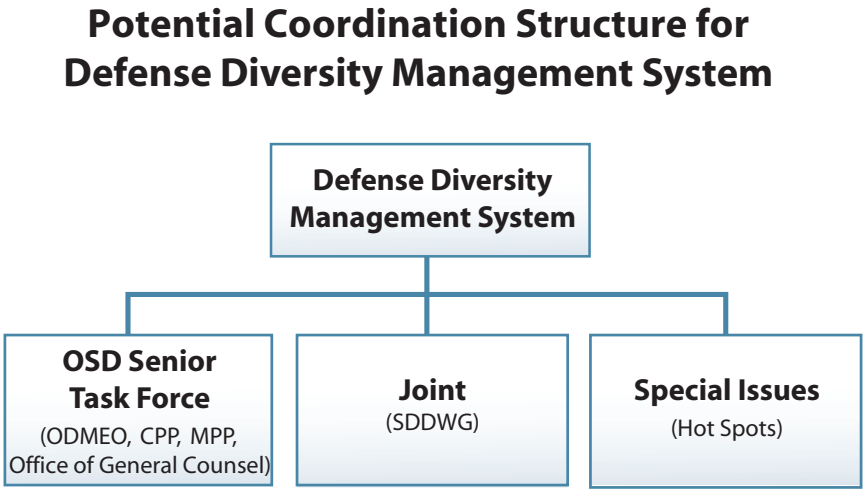 Potential Coordination Structure for
Defense Diversity Management System
Defense Diversity
Management System
OSD Senior
Task Force
(ODMEO, CPP, MPP,
Office of General Counsel)
Joint
(SDDWG)
Special Issues
(Hot Spots)